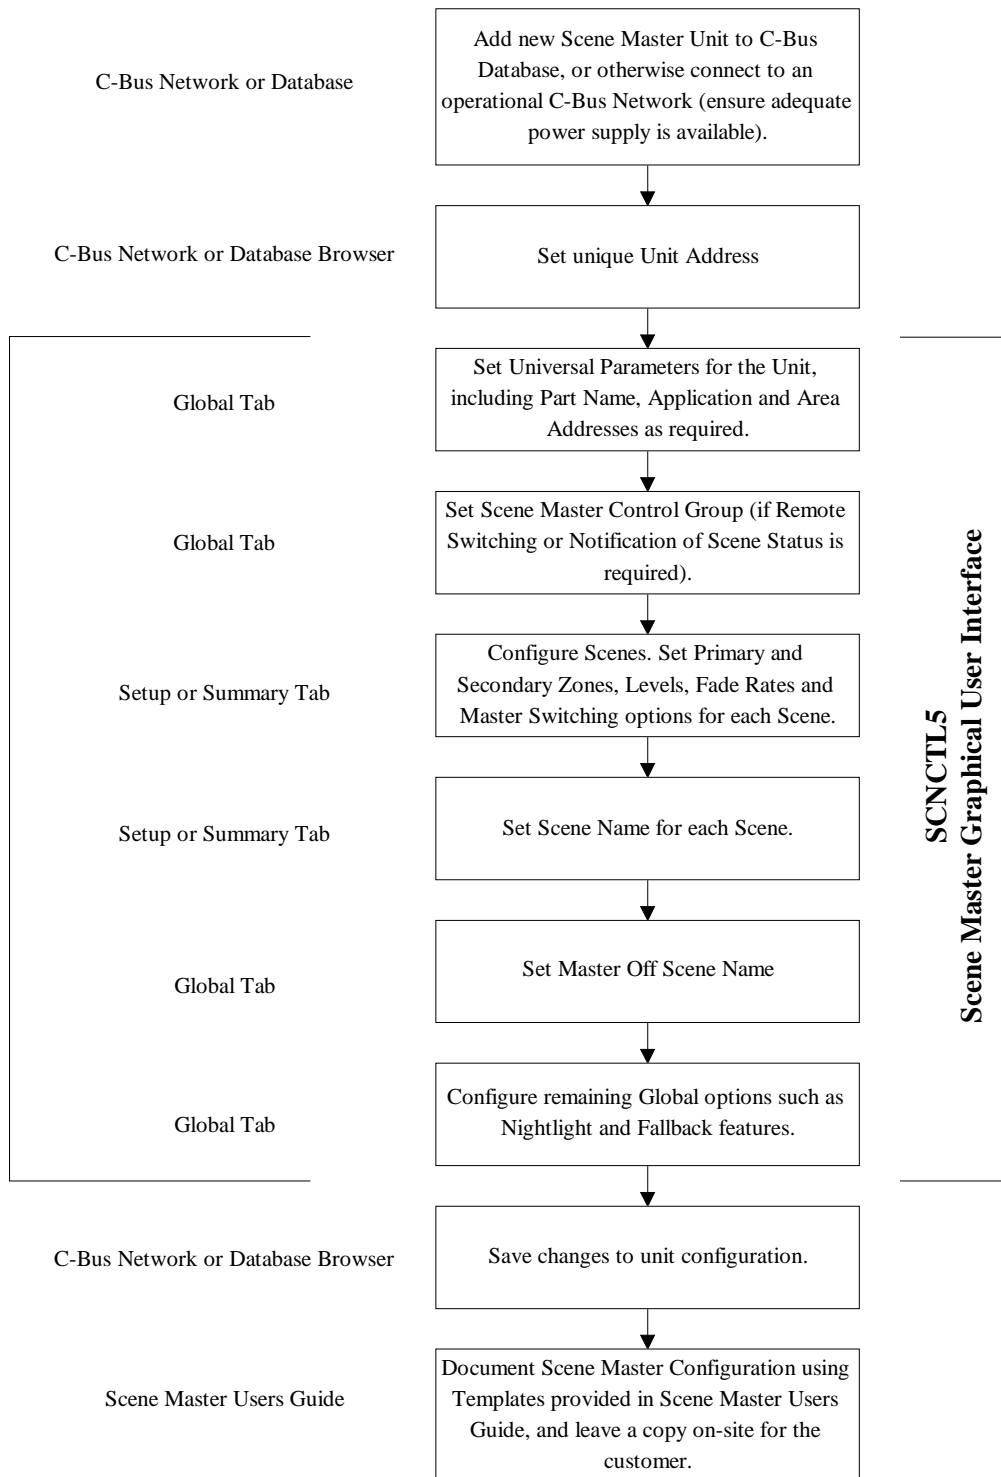 Add new Scene Master Unit to C-Bus
Database, or otherwise connect to an
operational C-Bus Network (ensure adequate
power supply is available).
C-Bus Network or Database
C-Bus Network or Database Browser
Set unique Unit Address
Global Tab
Set Universal Parameters for the Unit,
including Part Name, Application and Area
Addresses as required.
Global Tab
Set Scene Master Control Group (if Remote
Switching or Notification of Scene Status is
required).
Setup or Summary Tab
Configure Scenes. Set Primary and
Secondary Zones, Levels, Fade Rates and
Master Switching options for each Scene.
Setup or Summary Tab
Set Scene Name for each Scene.
Global Tab
Set Master Off Scene Name
Global Tab
Configure remaining Global options such as
Nightlight and Fallback features.
SCNCTL5
Scene Master Graphical User Interface
C-Bus Network or Database Browser
Save changes to unit configuration.
Scene Master Users Guide
Document Scene Master Configuration using
Templates provided in Scene Master Users
Guide, and leave a copy on-site for the
customer.